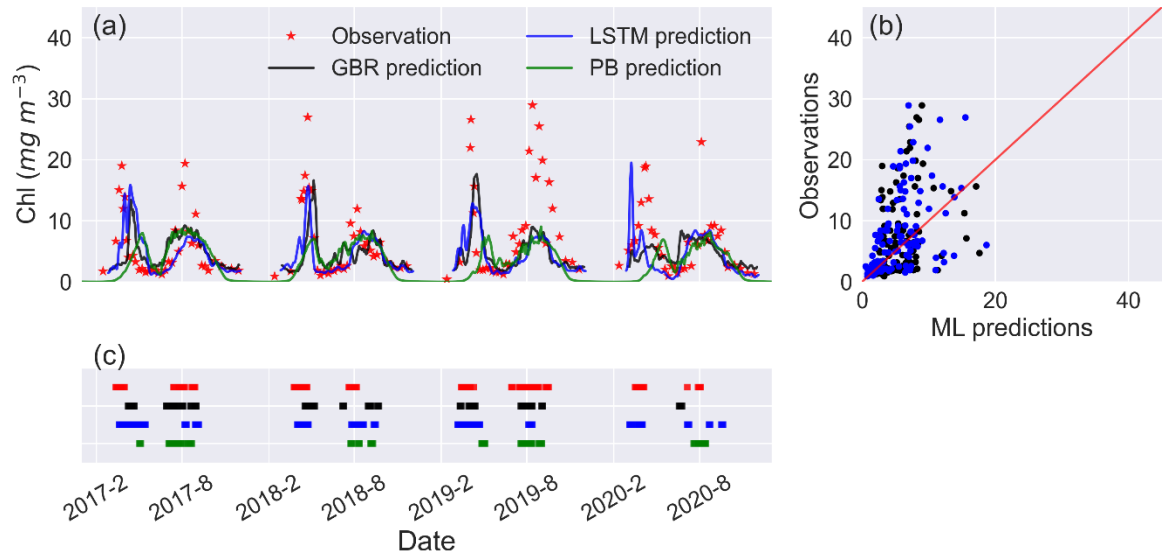 (a)
Observation
LSTM prediction
GBR prediction
PB prediction
Chl (mg m⁻³)
40
30
20
10
0
(b)
Observations
40
30
20
10
0
0
20
40
ML predictions
(c)
2017-2
2017-8
2018-2
2018-8
2019-2
2019-8
2020-2
2020-8
Date